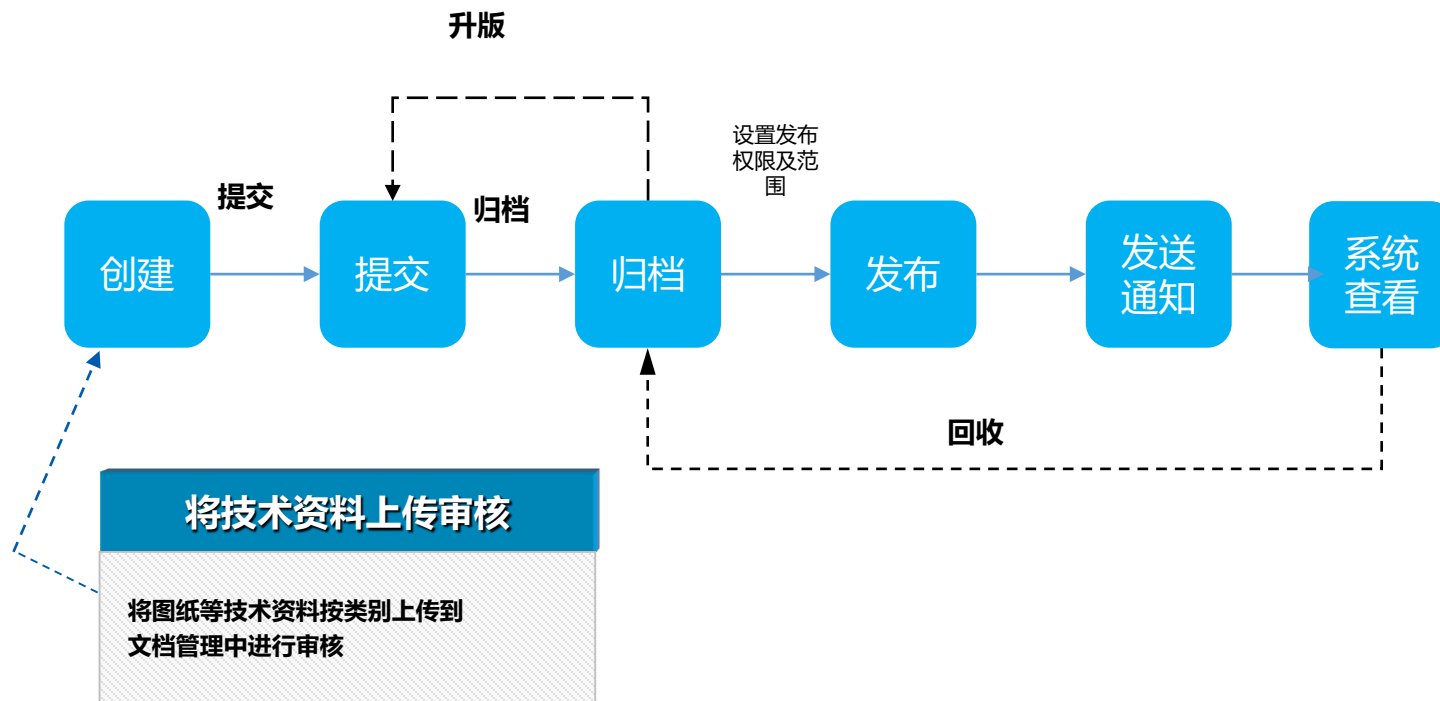 升版
设置发布
权限及范
围
提交
归档
创建
提交
归档
发布
发送
通知
系统
查看
回收
将技术资料上传审核
将图纸等技术资料按类别上传到
文档管理中进行审核